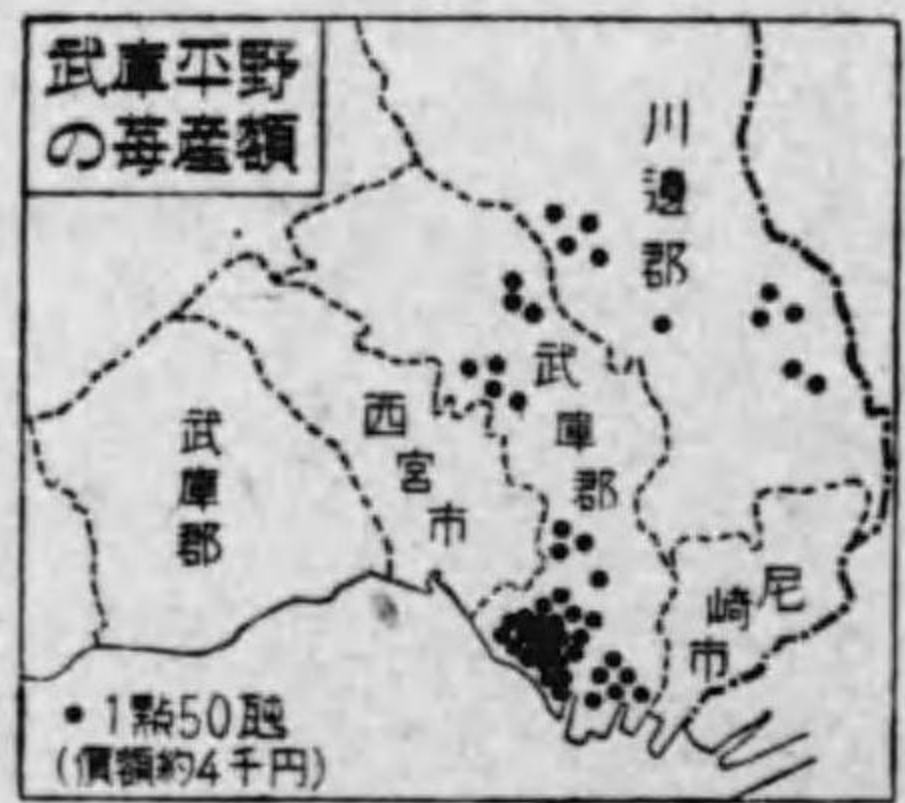 武庫平野
の苺産額
川邊郡
武庫郡
西宮市
武庫郡
尼崎市
1點50瓲
(價額約4千円)